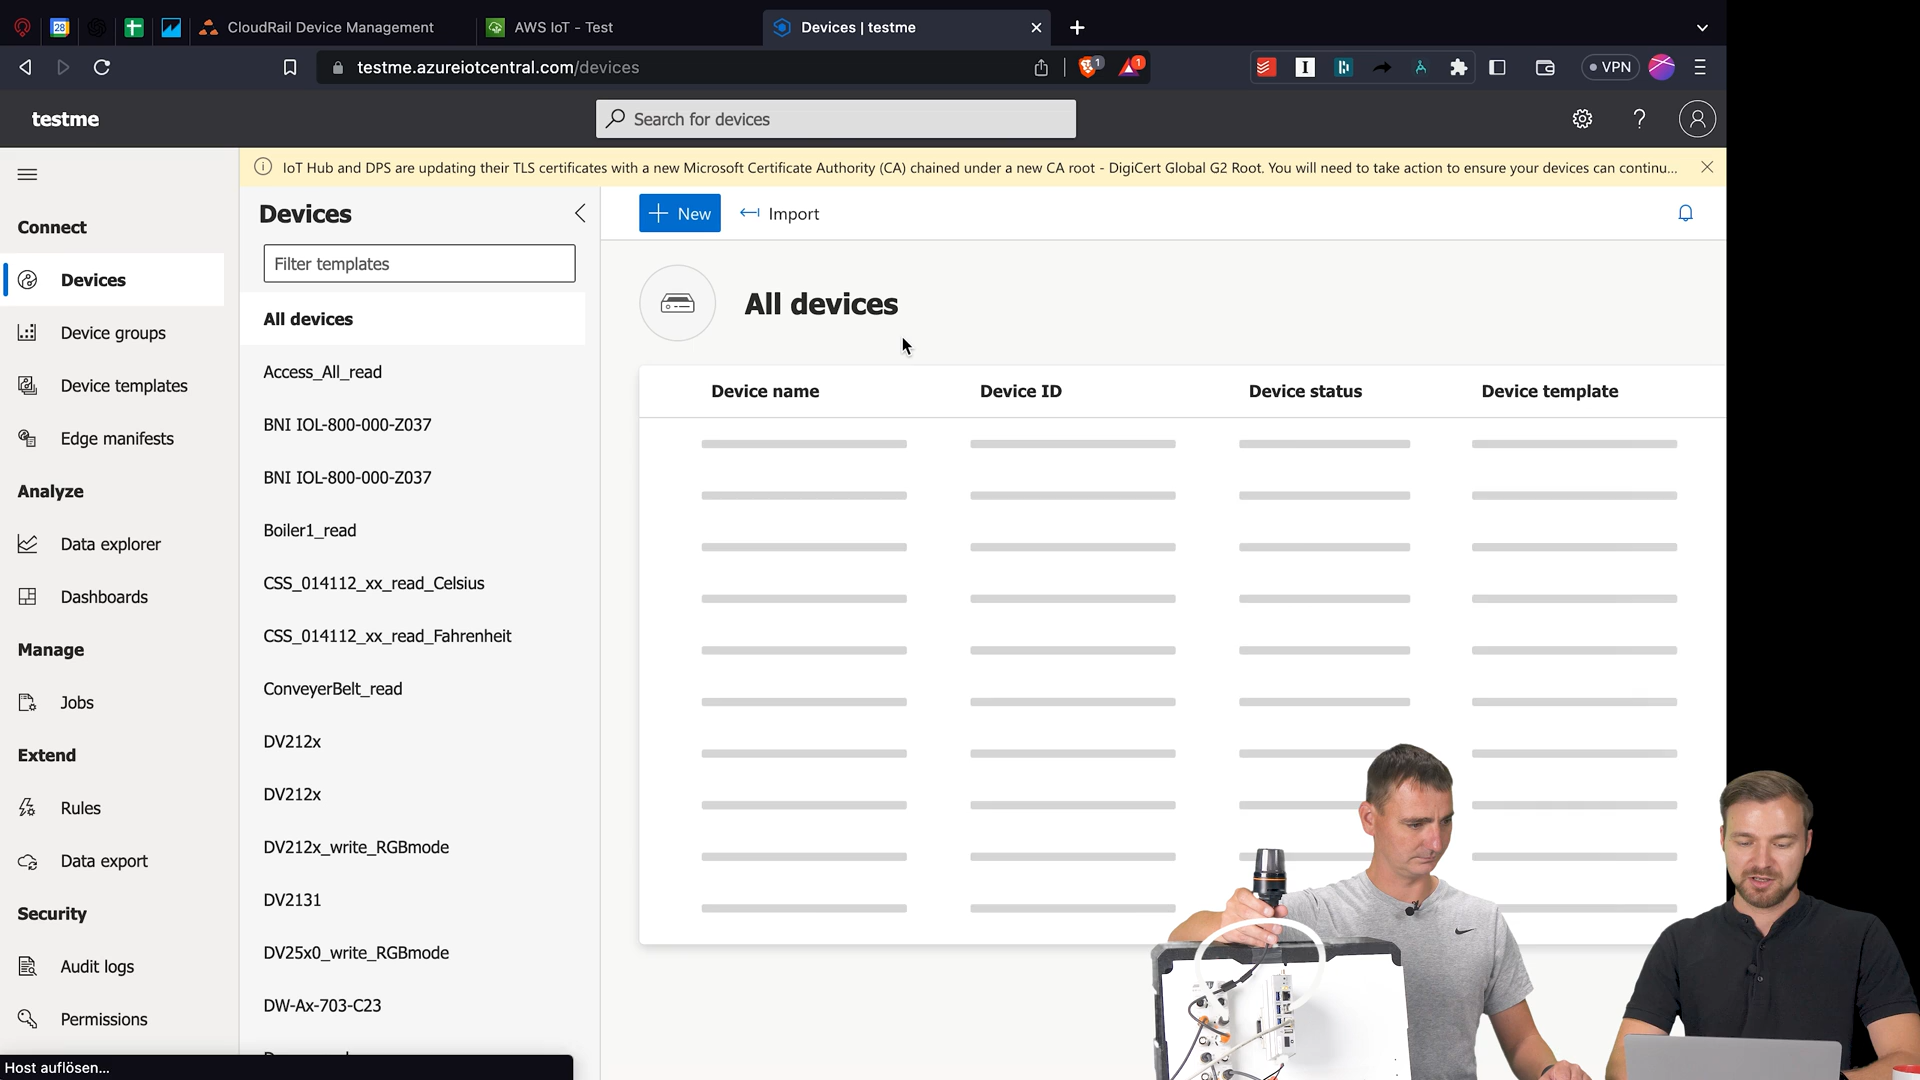 28
CloudRail Device Management
AWS IoT - Test
Devices | testme
testme.azureiotcentral.com/devices
1
1
VPN
testme
Search for devices
IoT Hub and DPS are updating their TLS certificates with a new Microsoft Certificate Authority (CA) chained under a new CA root - DigiCert Global G2 Root. You will need to take action to ensure your devices can continu...
Connect
Devices
Device groups
Device templates
Edge manifests
Analyze
Data explorer
Dashboards
Manage
Jobs
Extend
Rules
Data export
Security
Audit logs
Permissions
Devices
Filter templates
All devices
Access_All_read
BNI IOL-800-000-Z037
BNI IOL-800-000-Z037
Boiler1_read
CSS_014112_xx_read_Celsius
CSS_014112_xx_read_Fahrenheit
ConveyerBelt_read
DV212x
DV212x
DV212x_write_RGBmode
DV2131
DV25x0_write_RGBmode
DW-Ax-703-C23
New
Import
All devices
Device name Device ID Device status Device template
Host auflösen...